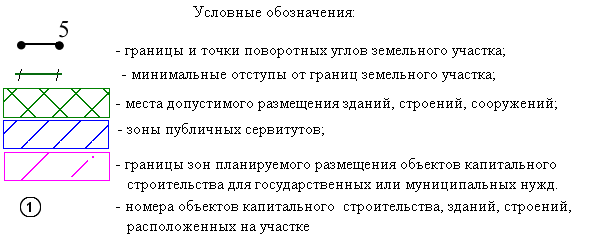 Условные обозначения:
5
- границы и точки поворотных углов земельного участка;
- минимальные отступы от границ земельного участка;
- места допустимого размещения зданий, строений, сооружений;
- зоны публичных сервитутов;
- границы зон планируемого размещения объектов капитального
строительства для государственных или муниципальных нужд.
1
- номера объектов капитального строительства, зданий, строений,
расположенных на участке